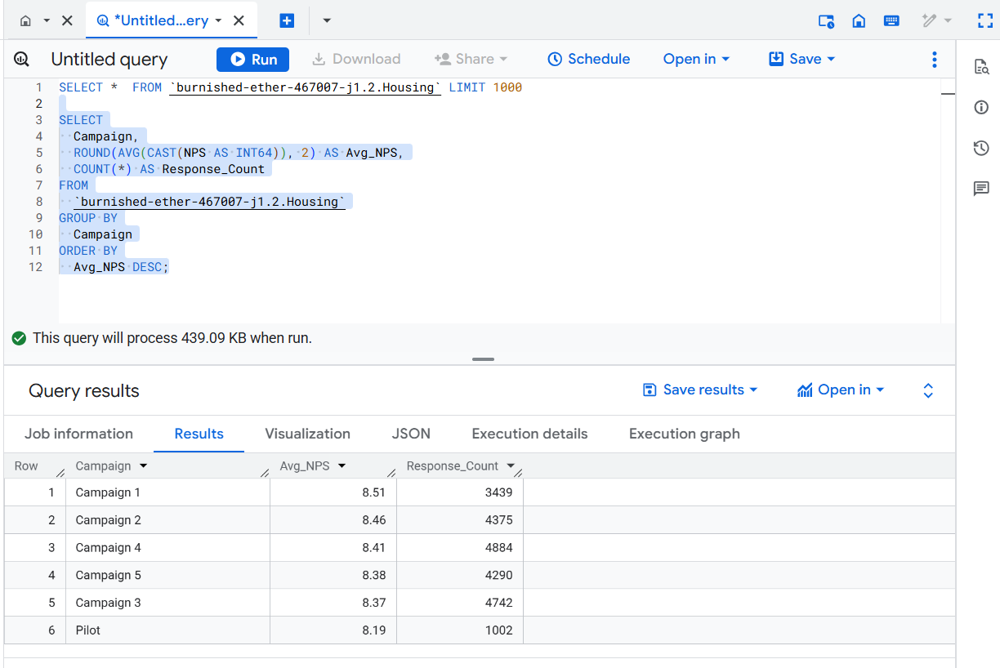 *Untitled...ery
Untitled query
Run
Download
Share
Schedule
Open in
Save
1 SELECT *  FROM `burnished-ether-467007-j1.2.Housing` LIMIT 1000
2
3 SELECT
4   Campaign,
5   ROUND(AVG(CAST(NPS AS INT64)), 2) AS Avg_NPS,
6   COUNT(*) AS Response_Count
7 FROM
8   `burnished-ether-467007-j1.2.Housing`
9 GROUP BY
10   Campaign
11 ORDER BY
12   Avg_NPS DESC;
This query will process 439.09 KB when run.
Query results
Save results
Open in
Job information
Results
Visualization
JSON
Execution details
Execution graph
Row Campaign Avg_NPS Response_Count
1 Campaign 1 8.51 3439
2 Campaign 2 8.46 4375
3 Campaign 4 8.41 4884
4 Campaign 5 8.38 4290
5 Campaign 3 8.37 4742
6 Pilot 8.19 1002